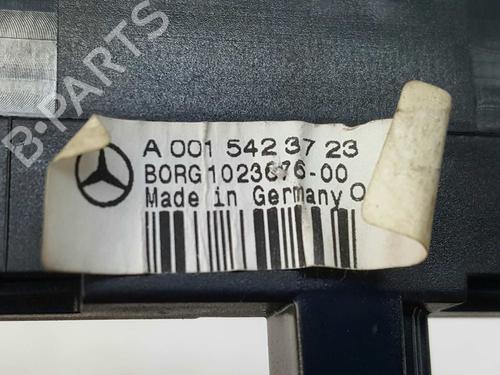 B-PARTS
A 001 542 37 23
BORG1023676-00
Made in Germany O